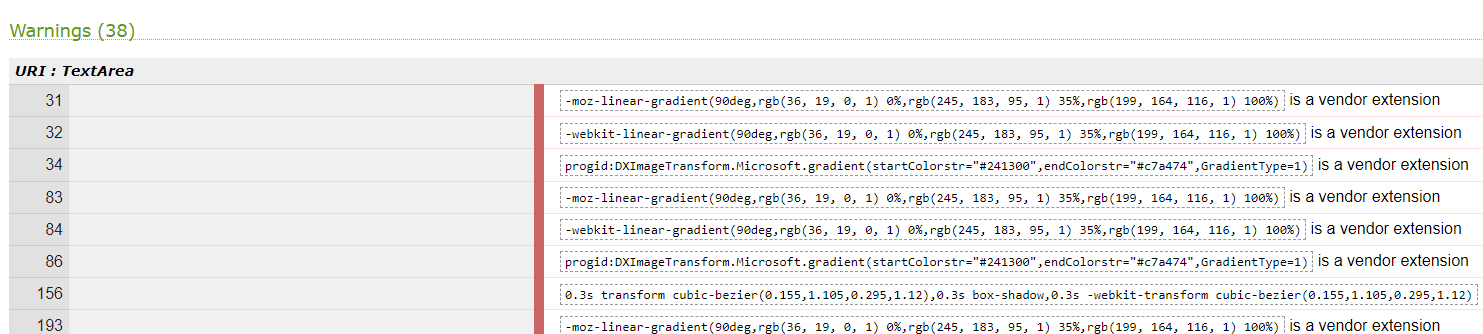 Warnings (38)
URI : TextArea
31 -moz-linear-gradient(90deg,rgb(36, 19, 0, 1) 0%,rgb(245, 183, 95, 1) 35%,rgb(199, 164, 116, 1) 100%) is a vendor extension
32 -webkit-linear-gradient(90deg,rgb(36, 19, 0, 1) 0%,rgb(245, 183, 95, 1) 35%,rgb(199, 164, 116, 1) 100%) is a vendor extension
34 progid:DXImageTransform.Microsoft.gradient(startColorstr="#241300",endColorstr="#c7a474",GradientType=1) is a vendor extension
83 -moz-linear-gradient(90deg,rgb(36, 19, 0, 1) 0%,rgb(245, 183, 95, 1) 35%,rgb(199, 164, 116, 1) 100%) is a vendor extension
84 -webkit-linear-gradient(90deg,rgb(36, 19, 0, 1) 0%,rgb(245, 183, 95, 1) 35%,rgb(199, 164, 116, 1) 100%) is a vendor extension
86 progid:DXImageTransform.Microsoft.gradient(startColorstr="#241300",endColorstr="#c7a474",GradientType=1) is a vendor extension
156 0.3s transform cubic-bezier(0.155,1.105,0.295,1.12),0.3s box-shadow,0.3s -webkit-transform cubic-bezier(0.155,1.105,0.295,1.12)
193 -moz-linear-gradient(90deg,rgb(36, 19, 0, 1) 0%,rgb(245, 183, 95, 1) 35%,rgb(199, 164, 116, 1) 100%) is a vendor extension